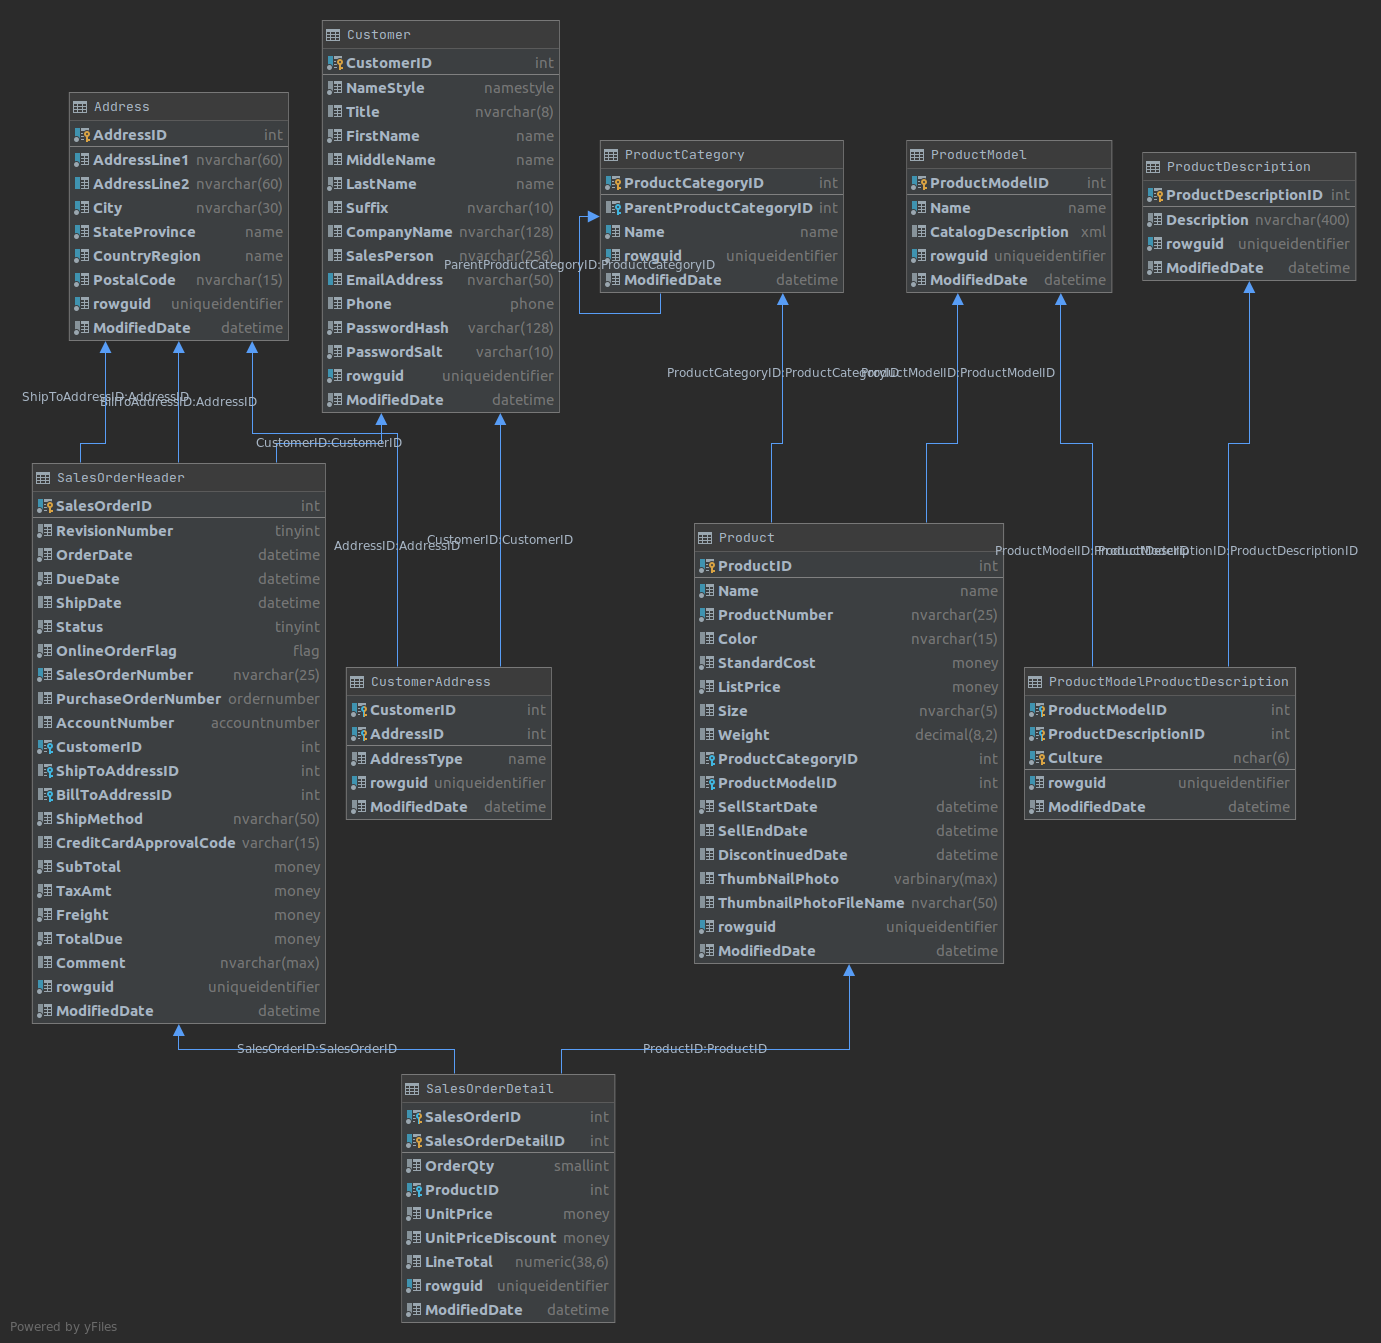 Customer
CustomerID int
NameStyle namestyle
Title nvarchar(8)
FirstName name
MiddleName name
LastName name
Suffix nvarchar(10)
CompanyName nvarchar(128)
SalesPerson nvarchar(256)
EmailAddress nvarchar(50)
Phone phone
PasswordHash varchar(128)
PasswordSalt varchar(10)
rowguid uniqueidentifier
ModifiedDate datetime
Address
AddressID int
AddressLine1 nvarchar(60)
AddressLine2 nvarchar(60)
City nvarchar(30)
StateProvince name
CountryRegion name
PostalCode nvarchar(15)
rowguid uniqueidentifier
ModifiedDate datetime
ProductCategory
ProductCategoryID int
ParentProductCategoryID int
Name name
rowguid uniqueidentifier
ModifiedDate datetime
ParentProductCategoryID:ProductCategoryID
ProductModel
ProductModelID int
Name name
CatalogDescription xml
rowguid uniqueidentifier
ModifiedDate datetime
ProductDescription
ProductDescriptionID int
Description nvarchar(400)
rowguid uniqueidentifier
ModifiedDate datetime
ProductCategoryID:ProductCategoryID
ProductModelID:ProductModelID
ShipToAddressID:AddressID
BillToAddressID:AddressID
CustomerID:CustomerID
SalesOrderHeader
SalesOrderID int
RevisionNumber tinyint
OrderDate datetime
DueDate datetime
ShipDate datetime
Status tinyint
OnlineOrderFlag flag
SalesOrderNumber nvarchar(25)
PurchaseOrderNumber ordernumber
AccountNumber accountnumber
CustomerID int
ShipToAddressID int
BillToAddressID int
ShipMethod nvarchar(50)
CreditCardApprovalCode varchar(15)
SubTotal money
TaxAmt money
Freight money
TotalDue money
Comment nvarchar(max)
rowguid uniqueidentifier
ModifiedDate datetime
AddressID:AddressID
CustomerID:CustomerID
CustomerAddress
CustomerID int
AddressID int
AddressType name
rowguid uniqueidentifier
ModifiedDate datetime
Product
ProductID int
Name name
ProductNumber nvarchar(25)
Color nvarchar(15)
StandardCost money
ListPrice money
Size nvarchar(5)
Weight decimal(8,2)
ProductCategoryID int
ProductModelID int
SellStartDate datetime
SellEndDate datetime
DiscontinuedDate datetime
ThumbNailPhoto varbinary(max)
ThumbnailPhotoFileName nvarchar(50)
rowguid uniqueidentifier
ModifiedDate datetime
ProductModelID:ProductModelID
ProductDescriptionID:ProductDescriptionID
ProductModelProductDescription
ProductModelID int
ProductDescriptionID int
Culture nchar(6)
rowguid uniqueidentifier
ModifiedDate datetime
SalesOrderID:SalesOrderID
ProductID:ProductID
SalesOrderDetail
SalesOrderID int
SalesOrderDetailID int
OrderQty smallint
ProductID int
UnitPrice money
UnitPriceDiscount money
LineTotal numeric(38,6)
rowguid uniqueidentifier
ModifiedDate datetime
Powered by yFiles